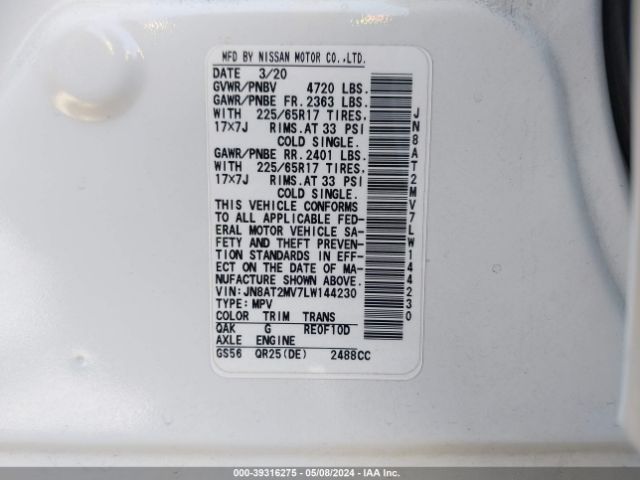 MFD BY NISSAN MOTOR CO.,LTD.
DATE 3/20
GVWR/PNBV 4720 LBS.
GAWR/PNBE FR. 2363 LBS.
WITH 225/65R17 TIRES.
17×7J RIMS. AT 33 PSI
COLD SINGLE.
GAWR/PNBE RR. 2401 LBS.
WITH 225/65R17 TIRES.
17×7J RIMS. AT 33 PSI
COLD SINGLE.
THIS VEHICLE CONFORMS
TO ALL APPLICABLE FED-
ERAL MOTOR VEHICLE SA-
FETY AND THEFT PREVEN-
TION STANDARDS IN EFF-
ECT ON THE DATE OF MA-
NUFACTURE SHOWN ABOVE.
VIN: JN8AT2MV7LW144230
TYPE: MPV
COLOR TRIM TRANS
QAK G RE0F10D
AXLE ENGINE
GS56 QR25(DE) 2488CC
JN8AT2MV7LW144230
000-39316275 - 05/08/2024 - IAA Inc.